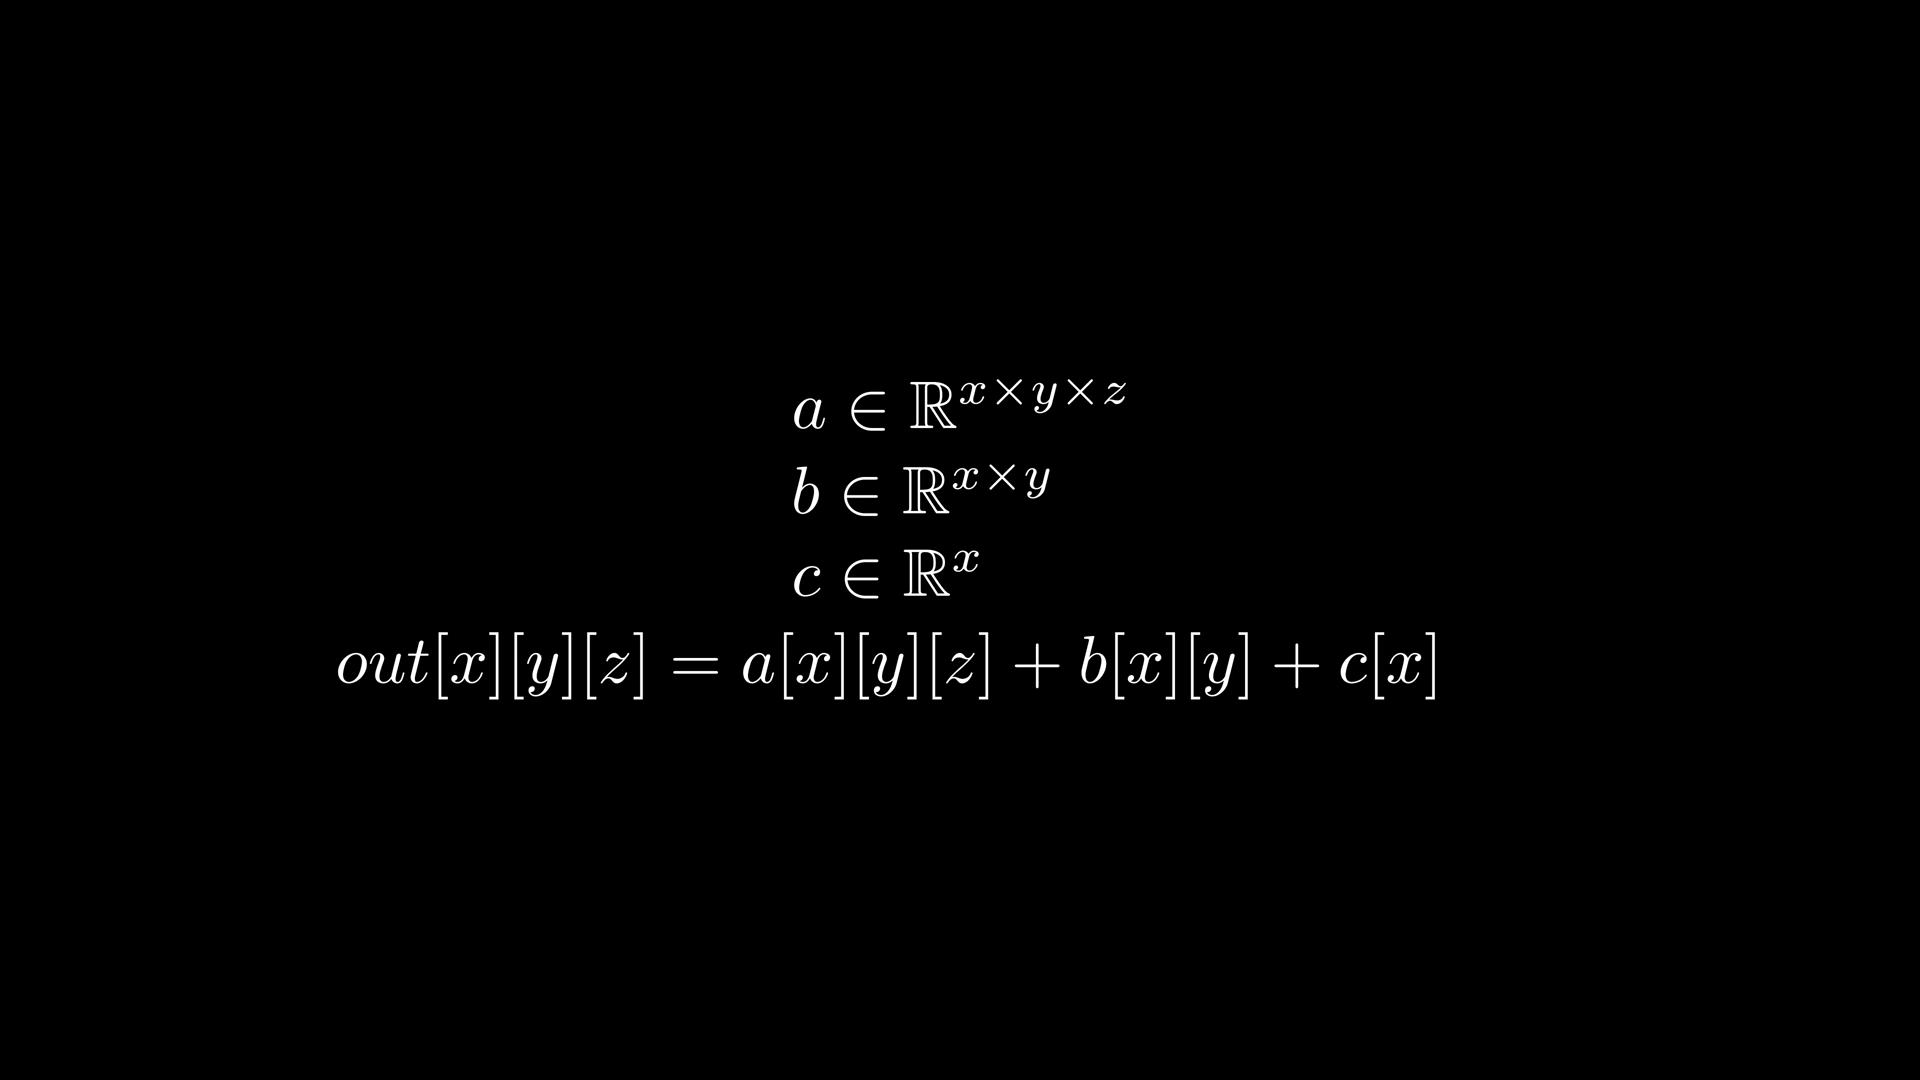 a ∈ ℝ^{x×y×z}
b ∈ ℝ^{x×y}
c ∈ ℝ^{x}
out[x][y][z] = a[x][y][z] + b[x][y] + c[x]